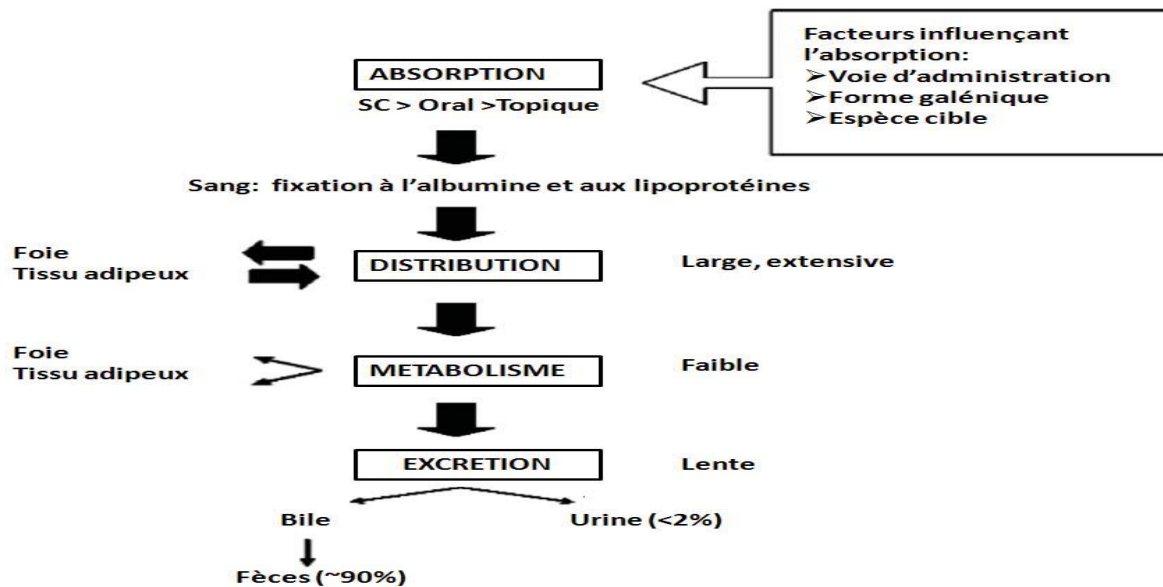 Facteurs influençant
l'absorption:
➢Voie d'administration
➢Forme galénique
➢Espèce cible
ABSORPTION
SC > Oral >Topique
Sang: fixation à l'albumine et aux lipoprotéines
Foie
Tissu adipeux
DISTRIBUTION
Large, extensive
Foie
Tissu adipeux
METABOLISME
Faible
EXCRETION
Lente
Bile
Urine (<2%)
Fèces (~90%)